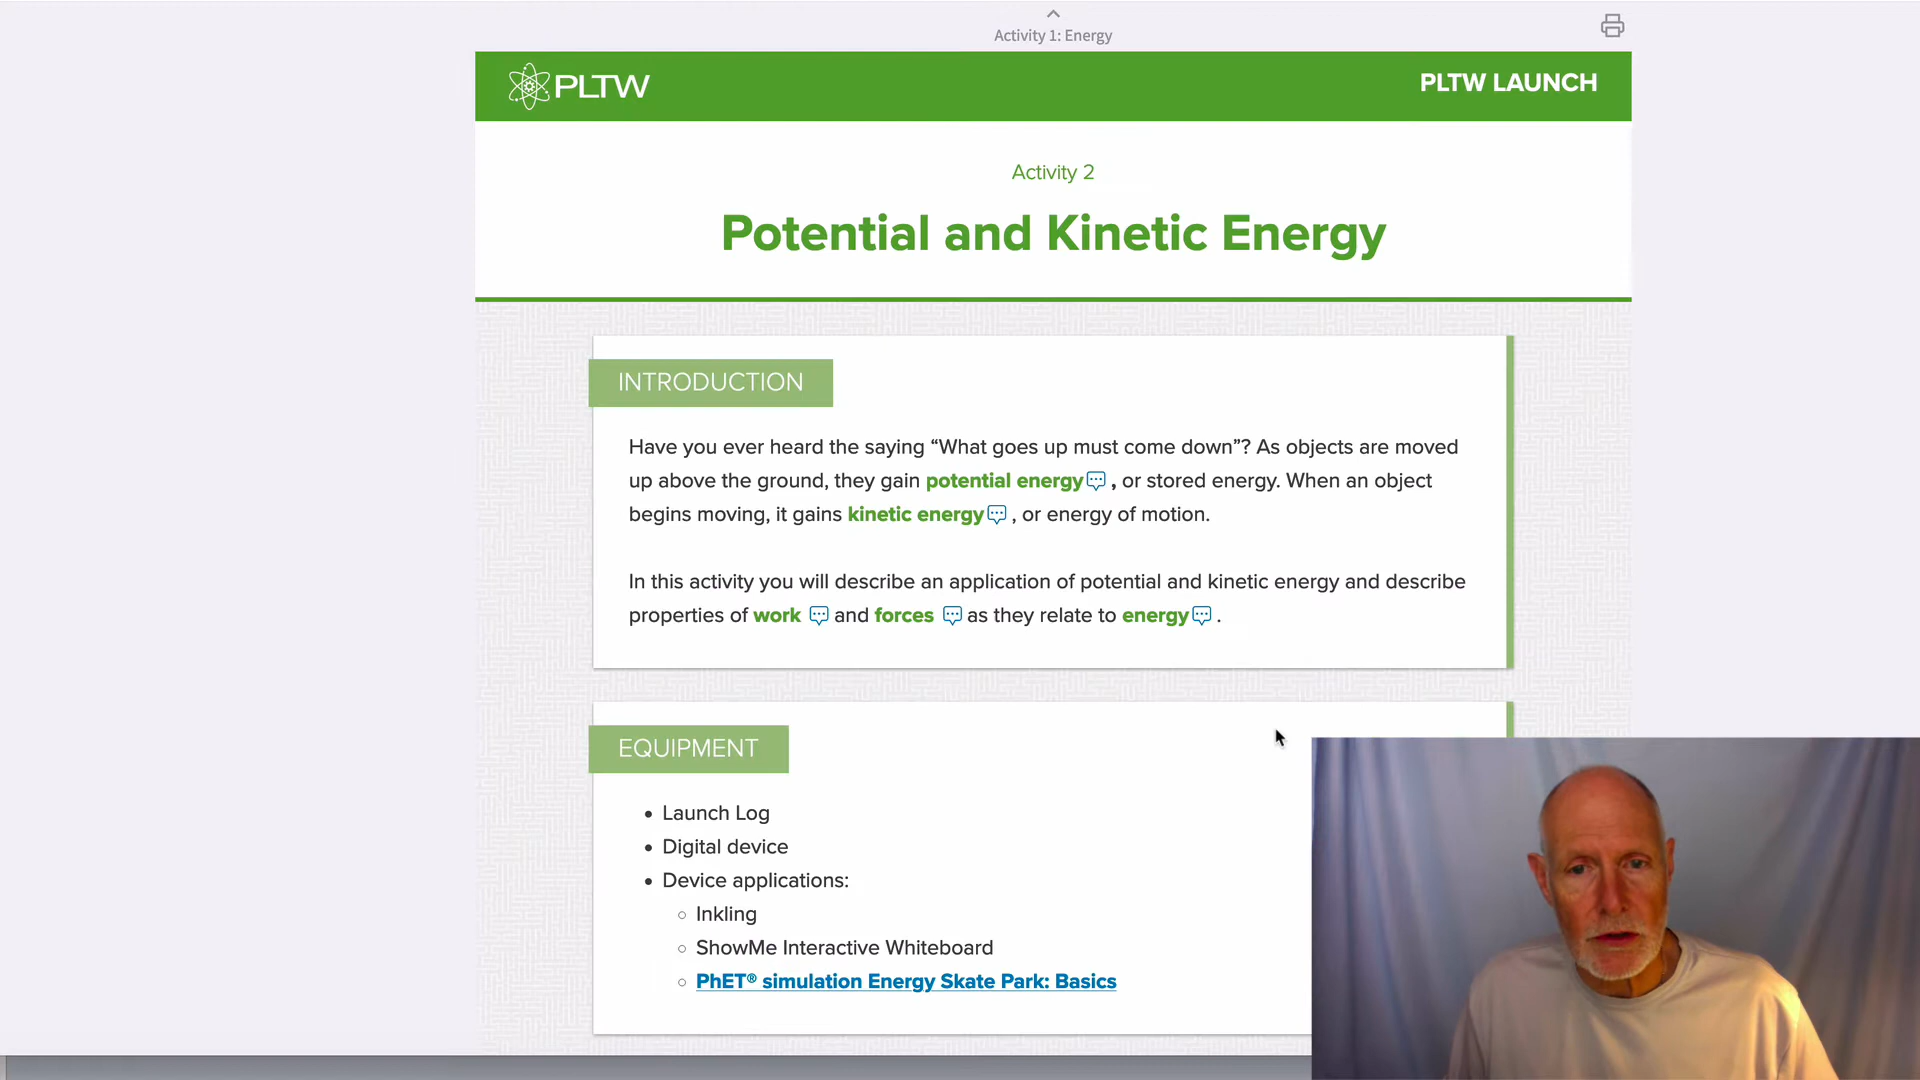 Activity 1: Energy
PLTW
PLTW LAUNCH
Activity 2
Potential and Kinetic Energy
INTRODUCTION
Have you ever heard the saying “What goes up must come down”? As objects are moved
up above the ground, they gain potential energy , or stored energy. When an object
begins moving, it gains kinetic energy , or energy of motion.
In this activity you will describe an application of potential and kinetic energy and describe
properties of work and forces as they relate to energy .
EQUIPMENT
• Launch Log
• Digital device
• Device applications:
○ Inkling
○ ShowMe Interactive Whiteboard
○ PhET® simulation Energy Skate Park: Basics